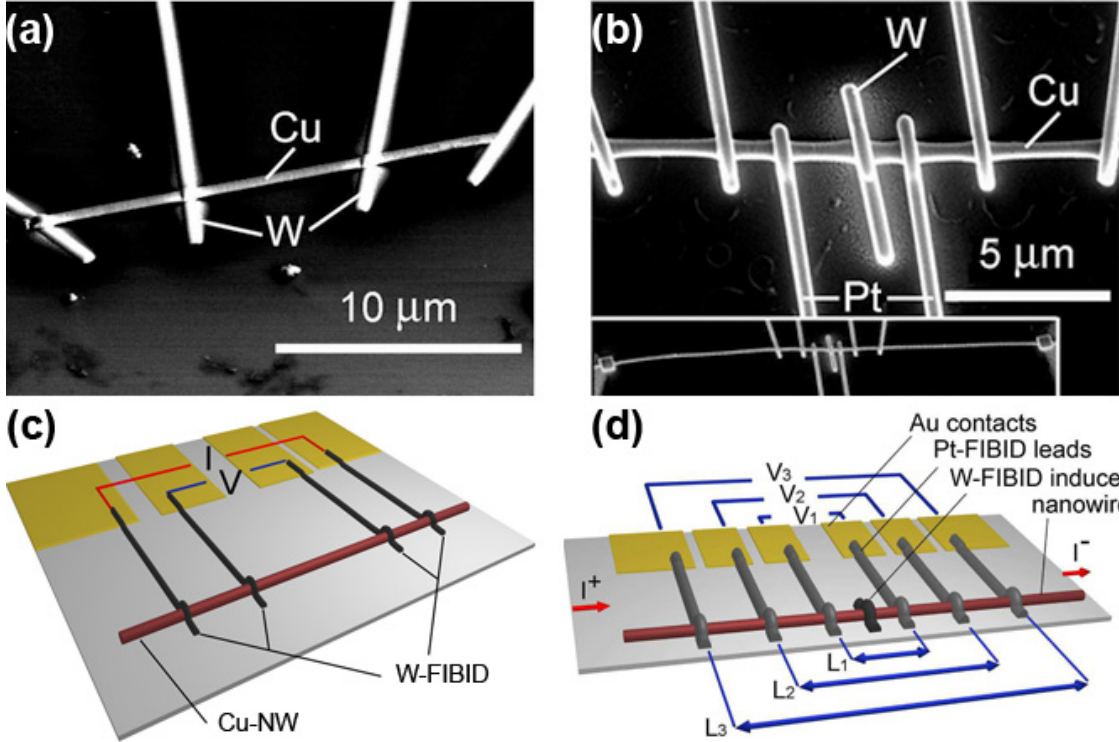 (a)
Cu
W
10 μm
(b)
W
Cu
5 μm
Pt
(c)
I
V
W-FIBID
Cu-NW
(d)
Au contacts
Pt-FIBID leads
W-FIBID induce
nanowir
V3
V2
V1
I+
I-
L1
L2
L3